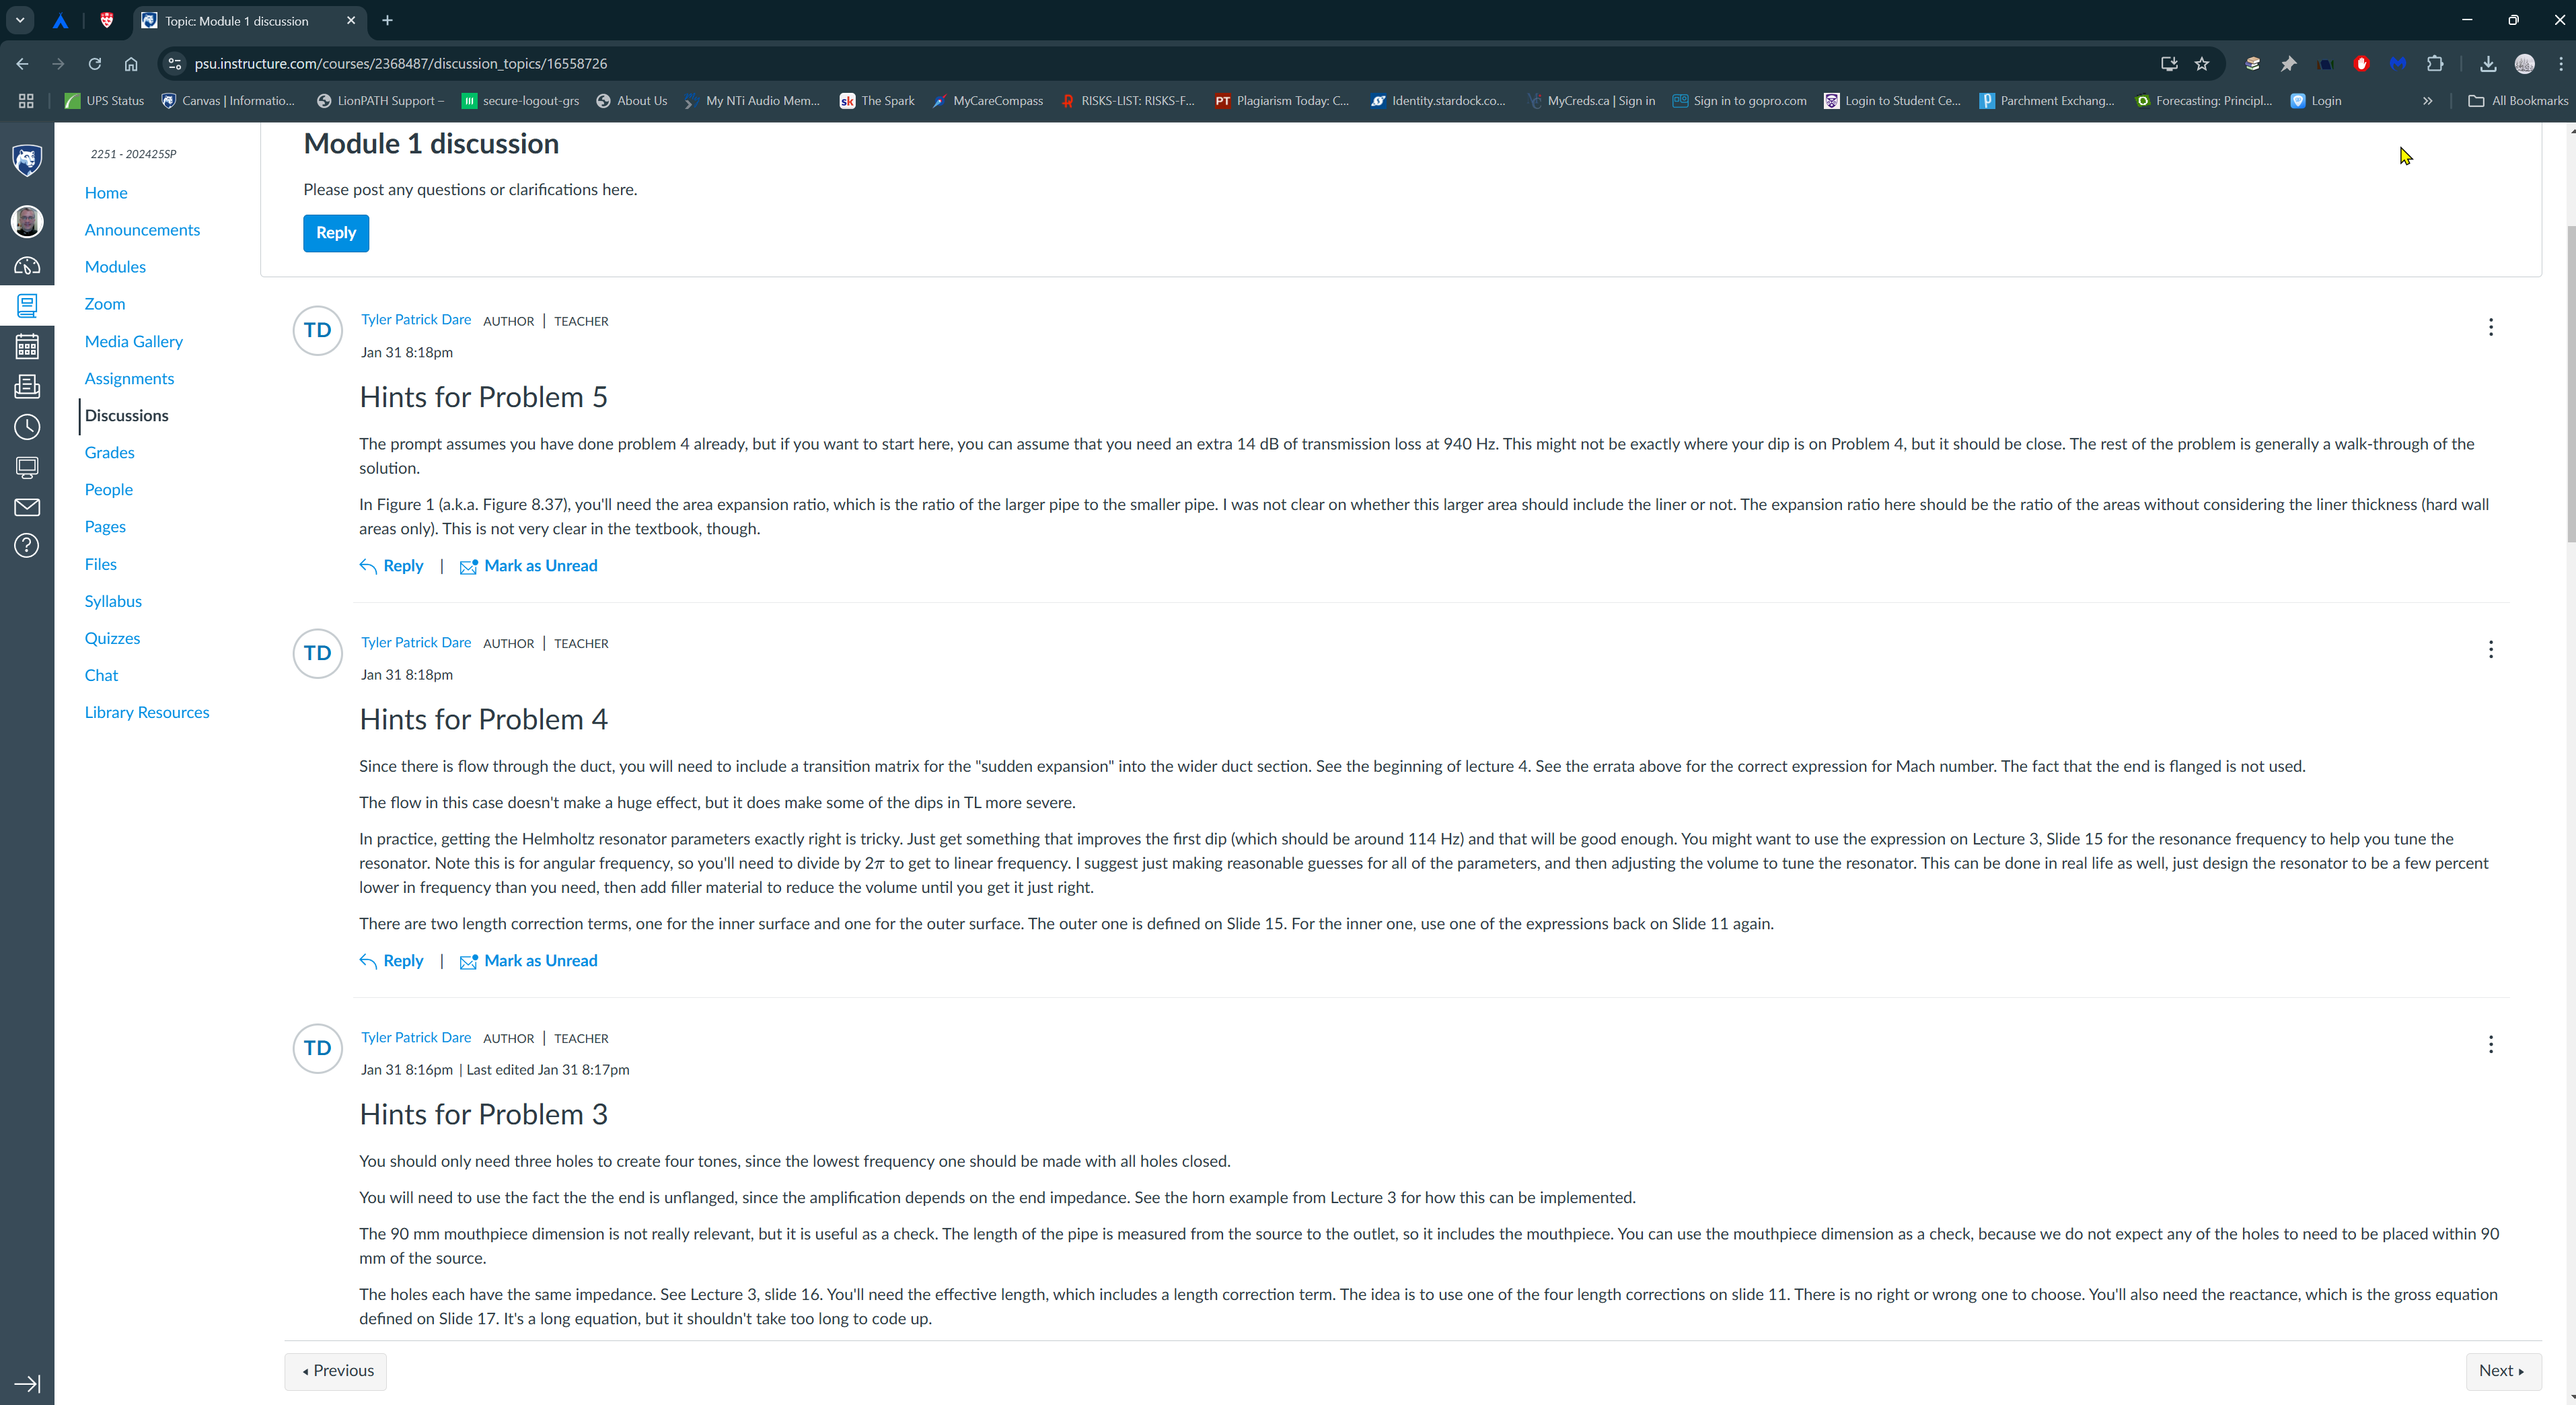 Topic: Module 1 discussion
psu.instructure.com/courses/2368487/discussion_topics/16558726
UPS Status
Canvas | Informatio...
LionPATH Support –
secure-logout-grs
About Us
My NTi Audio Mem...
The Spark
MyCareCompass
RISKS-LIST: RISKS-F...
Plagiarism Today: C...
Identity.stardock.co...
MyCreds.ca | Sign in
Sign in to gopro.com
Login to Student Ce...
Parchment Exchang...
Forecasting: Principl...
Login
All Bookmarks
2251 - 202425SP
Home
Announcements
Modules
Zoom
Media Gallery
Assignments
Discussions
Grades
People
Pages
Files
Syllabus
Quizzes
Chat
Library Resources
Module 1 discussion
Please post any questions or clarifications here.
Reply
TD
Tyler Patrick Dare AUTHOR | TEACHER
Jan 31 8:18pm
Hints for Problem 5
The prompt assumes you have done problem 4 already, but if you want to start here, you can assume that you need an extra 14 dB of transmission loss at 940 Hz. This might not be exactly where your dip is on Problem 4, but it should be close. The rest of the problem is generally a walk-through of the
solution.
In Figure 1 (a.k.a. Figure 8.37), you'll need the area expansion ratio, which is the ratio of the larger pipe to the smaller pipe. I was not clear on whether this larger area should include the liner or not. The expansion ratio here should be the ratio of the areas without considering the liner thickness (hard wall
areas only). This is not very clear in the textbook, though.
Reply | Mark as Unread
TD
Tyler Patrick Dare AUTHOR | TEACHER
Jan 31 8:18pm
Hints for Problem 4
Since there is flow through the duct, you will need to include a transition matrix for the "sudden expansion" into the wider duct section. See the beginning of lecture 4. See the errata above for the correct expression for Mach number. The fact that the end is flanged is not used.
The flow in this case doesn't make a huge effect, but it does make some of the dips in TL more severe.
In practice, getting the Helmholtz resonator parameters exactly right is tricky. Just get something that improves the first dip (which should be around 114 Hz) and that will be good enough. You might want to use the expression on Lecture 3, Slide 15 for the resonance frequency to help you tune the
resonator. Note this is for angular frequency, so you'll need to divide by 2π to get to linear frequency. I suggest just making reasonable guesses for all of the parameters, and then adjusting the volume to tune the resonator. This can be done in real life as well, just design the resonator to be a few percent
lower in frequency than you need, then add filler material to reduce the volume until you get it just right.
There are two length correction terms, one for the inner surface and one for the outer surface. The outer one is defined on Slide 15. For the inner one, use one of the expressions back on Slide 11 again.
Reply | Mark as Unread
TD
Tyler Patrick Dare AUTHOR | TEACHER
Jan 31 8:16pm | Last edited Jan 31 8:17pm
Hints for Problem 3
You should only need three holes to create four tones, since the lowest frequency one should be made with all holes closed.
You will need to use the fact the the end is unflanged, since the amplification depends on the end impedance. See the horn example from Lecture 3 for how this can be implemented.
The 90 mm mouthpiece dimension is not really relevant, but it is useful as a check. The length of the pipe is measured from the source to the outlet, so it includes the mouthpiece. You can use the mouthpiece dimension as a check, because we do not expect any of the holes to need to be placed within 90
mm of the source.
The holes each have the same impedance. See Lecture 3, slide 16. You'll need the effective length, which includes a length correction term. The idea is to use one of the four length corrections on slide 11. There is no right or wrong one to choose. You'll also need the reactance, which is the gross equation
defined on Slide 17. It's a long equation, but it shouldn't take too long to code up.
Previous
Next